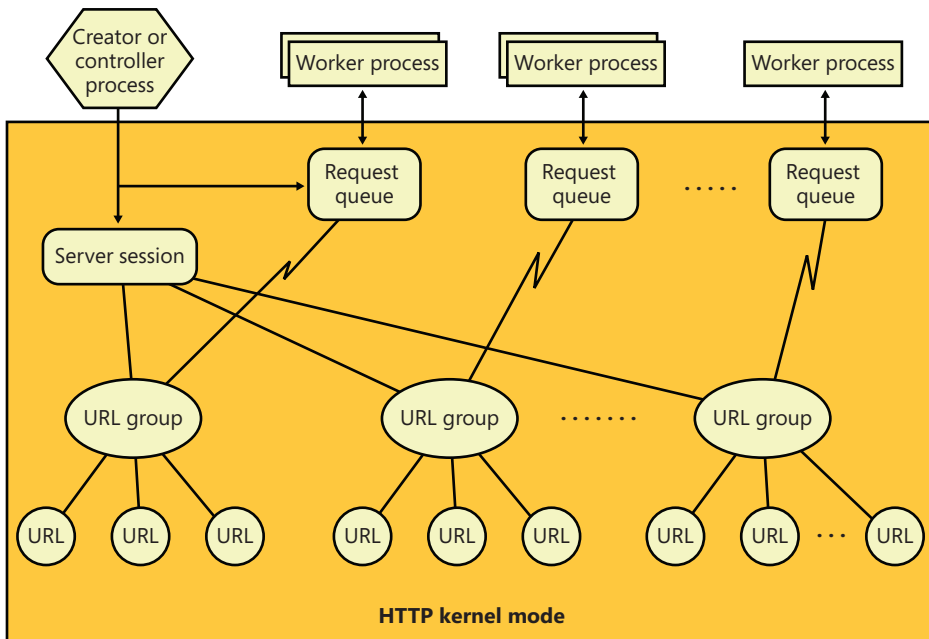 Creator or
controller
process
Worker process
Worker process
Worker process
Request
queue
Request
queue
.....
Request
queue
Server session
URL group
URL group
.......
URL group
URL
URL
URL
URL
URL
URL
URL
URL
...
URL
HTTP kernel mode